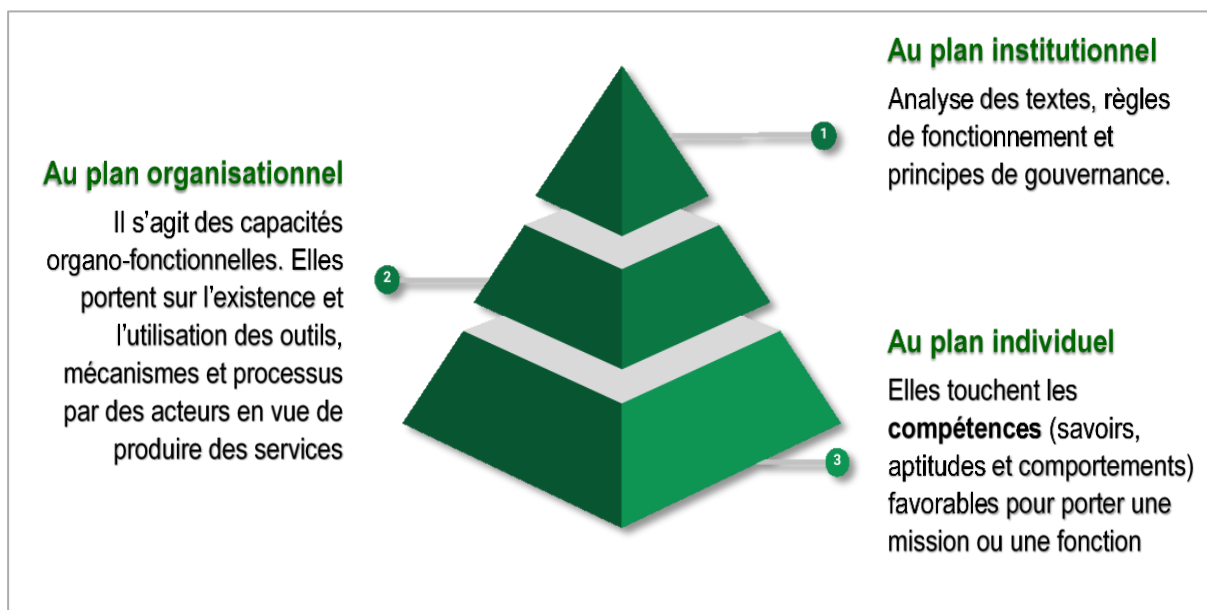 Au plan institutionnel
Analyse des textes, règles
de fonctionnement et
principes de gouvernance.
1
Au plan organisationnel
Il s’agit des capacités
organo-fonctionnelles. Elles
portent sur l’existence et
l’utilisation des outils,
mécanismes et processus
par des acteurs en vue de
produire des services
2
Au plan individuel
Elles touchent les
compétences (savoirs,
aptitudes et comportements)
favorables pour porter une
mission ou une fonction
3